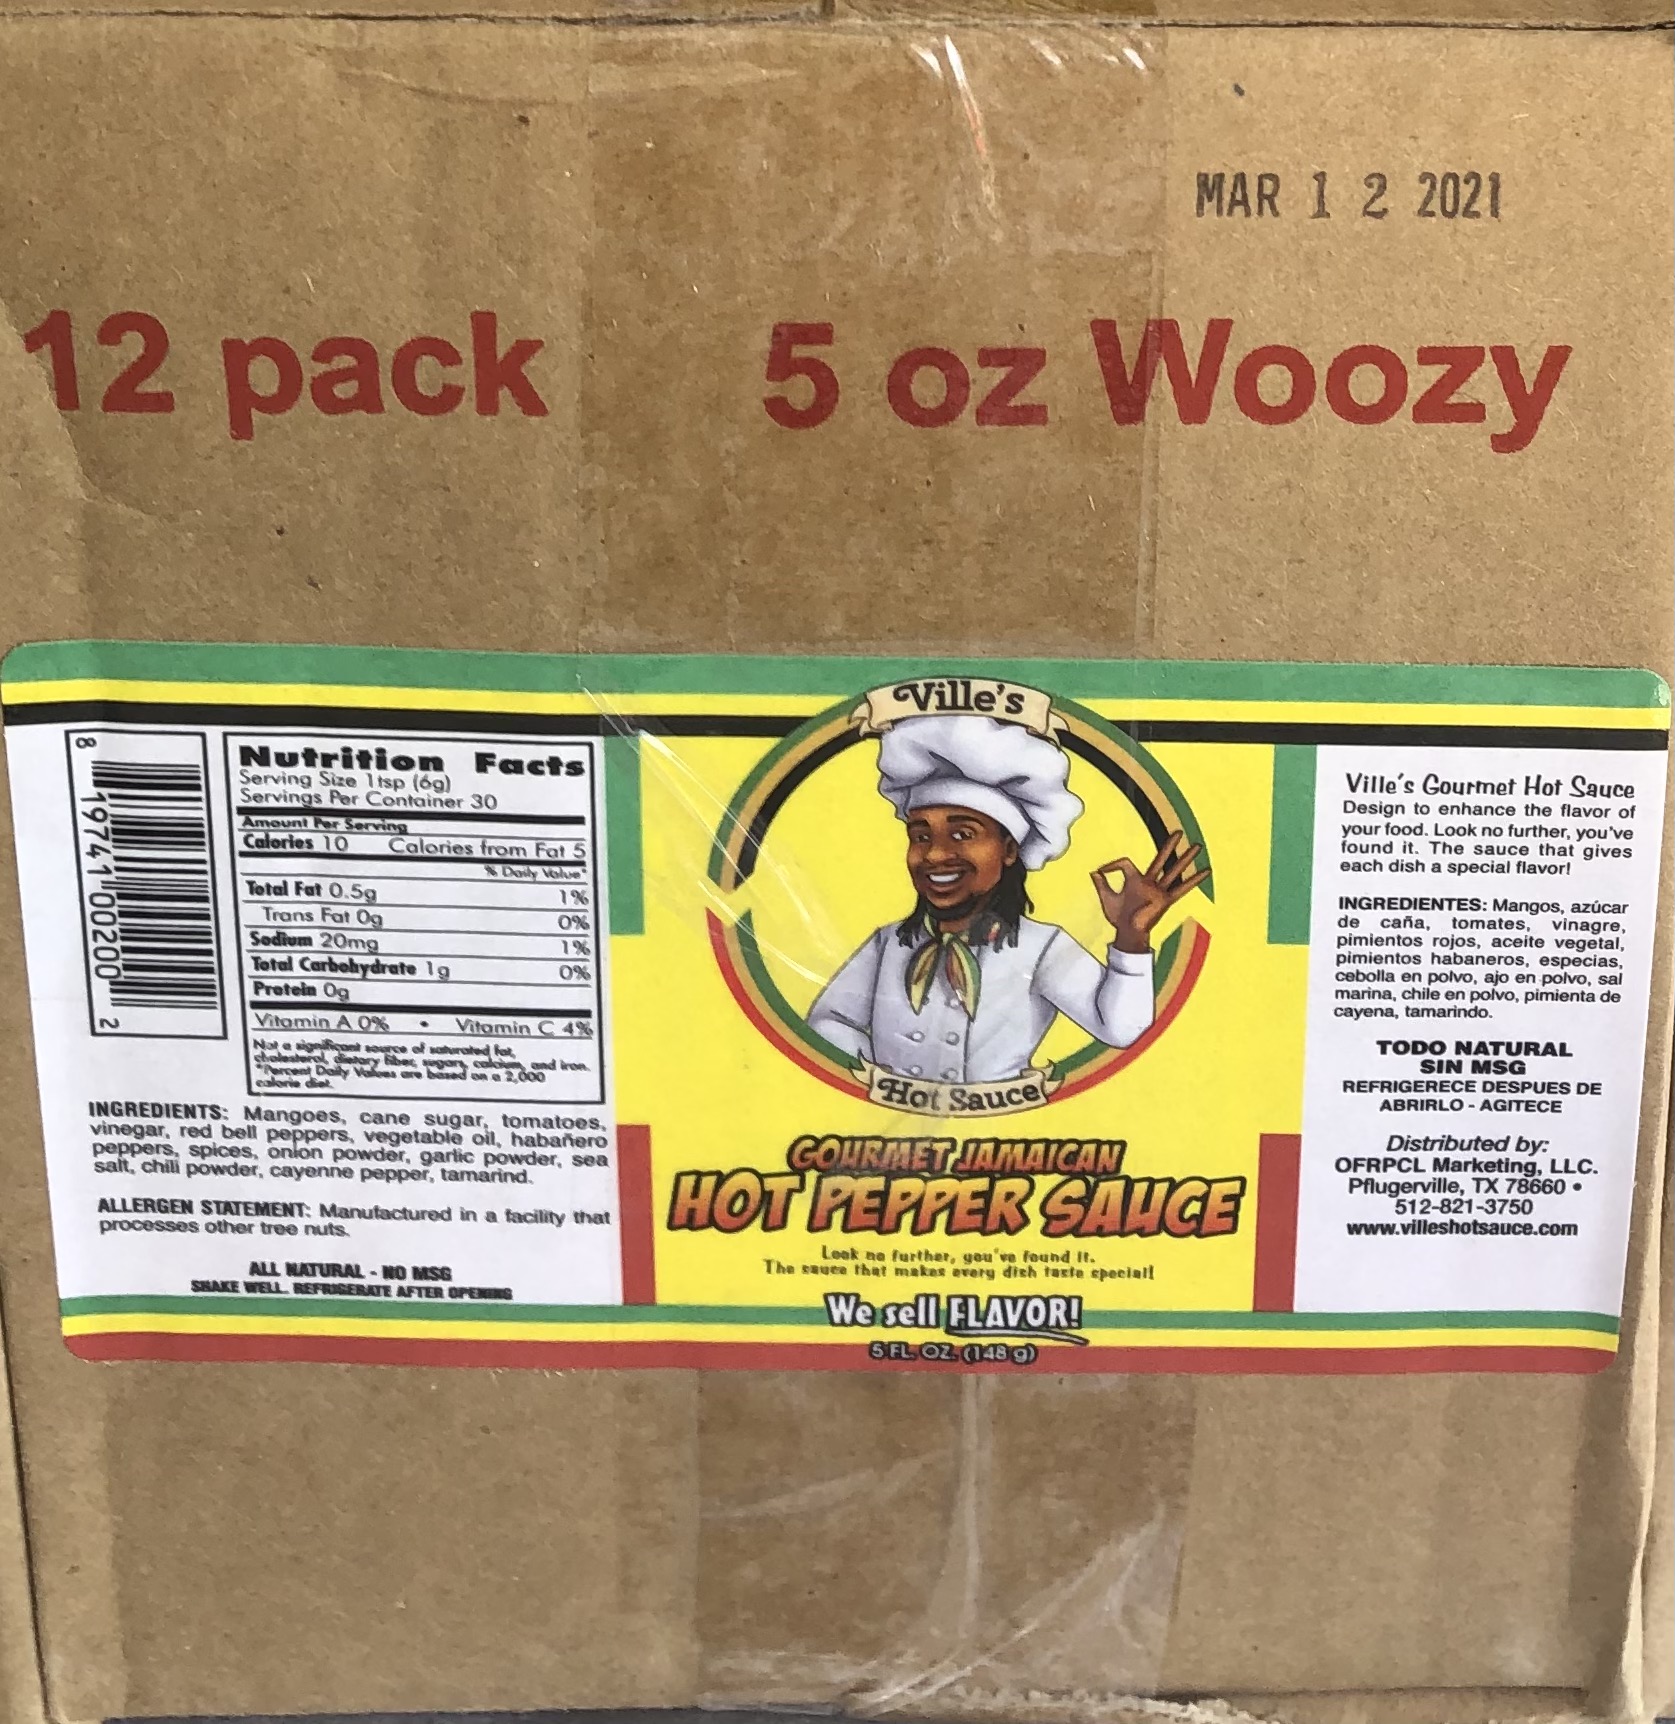 MAR 1 2 2021
12 pack 5 oz Woozy
8 19741 00200 2
Nutrition Facts
Serving Size 1tsp (6g)
Servings Per Container 30
Amount Per Serving
Calories 10 Calories from Fat 5
% Daily Value*
Total Fat 0.5g 1%
Trans Fat 0g 0%
Sodium 20mg 1%
Total Carbohydrate 1g 0%
Protein 0g
Vitamin A 0% • Vitamin C 4%
Not a significant source of saturated fat,
cholesterol, dietary fiber, sugars, calcium, and iron.
*Percent Daily Values are based on a 2,000
calorie diet.
INGREDIENTS: Mangoes, cane sugar, tomatoes,
vinegar, red bell peppers, vegetable oil, habañero
peppers, spices, onion powder, garlic powder, sea
salt, chili powder, cayenne pepper, tamarind.
ALLERGEN STATEMENT: Manufactured in a facility that
processes other tree nuts.
ALL NATURAL - NO MSG
SHAKE WELL. REFRIGERATE AFTER OPENING
Ville's
Hot Sauce
GOURMET JAMAICAN
HOT PEPPER SAUCE
Look no further, you've found it.
The sauce that makes every dish taste special!
We sell FLAVOR!
5 FL. OZ. (148 g)
Ville's Gourmet Hot Sauce
Design to enhance the flavor of
your food. Look no further, you've
found it. The sauce that gives
each dish a special flavor!
INGREDIENTES: Mangos, azúcar
de caña, tomates, vinagre,
pimientos rojos, aceite vegetal,
pimientos habaneros, especias,
cebolla en polvo, ajo en polvo, sal
marina, chile en polvo, pimienta de
cayena, tamarindo.
TODO NATURAL
SIN MSG
REFRIGERECE DESPUES DE
ABRIRLO - AGITECE
Distributed by:
OFRPCL Marketing, LLC.
Pflugerville, TX 78660 •
512-821-3750
www.villeshotsauce.com